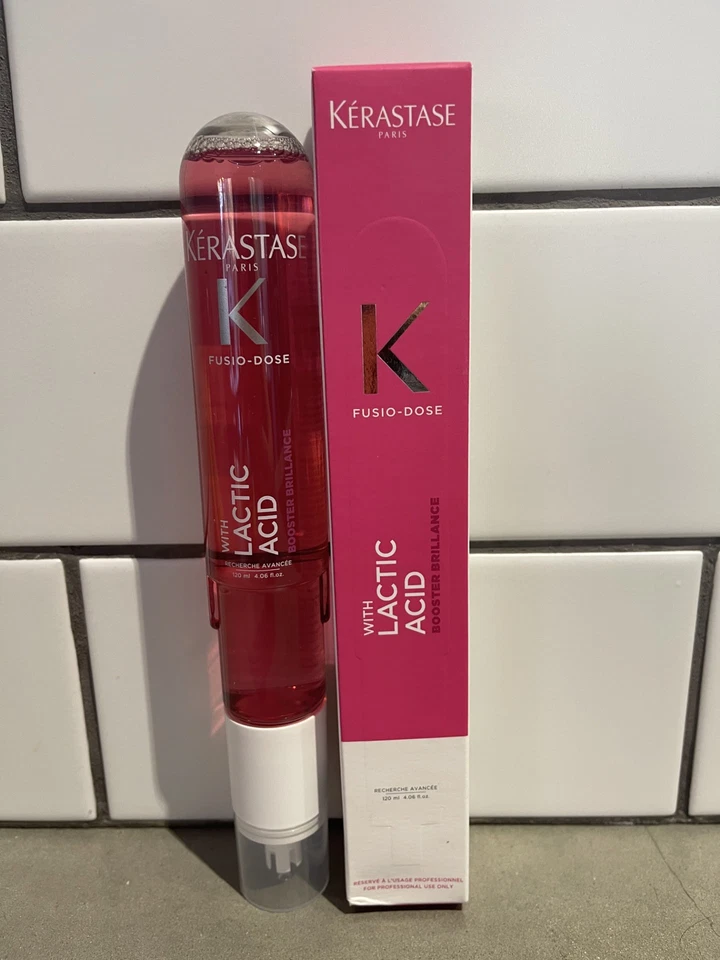 KÉRASTASE
PARIS
K
FUSIO-DOSE
WITH
LACTIC
ACID
BOOSTER BRILLANCE
RECHERCHE AVANCÉE
120 ml 4.06 fl.oz.
KÉRASTASE
PARIS
K
FUSIO-DOSE
WITH
LACTIC
ACID
BOOSTER BRILLANCE
RECHERCHE AVANCÉE
120 ml 4.06 fl.oz.
RÉSERVÉ À L'USAGE PROFESSIONNEL
FOR PROFESSIONAL USE ONLY